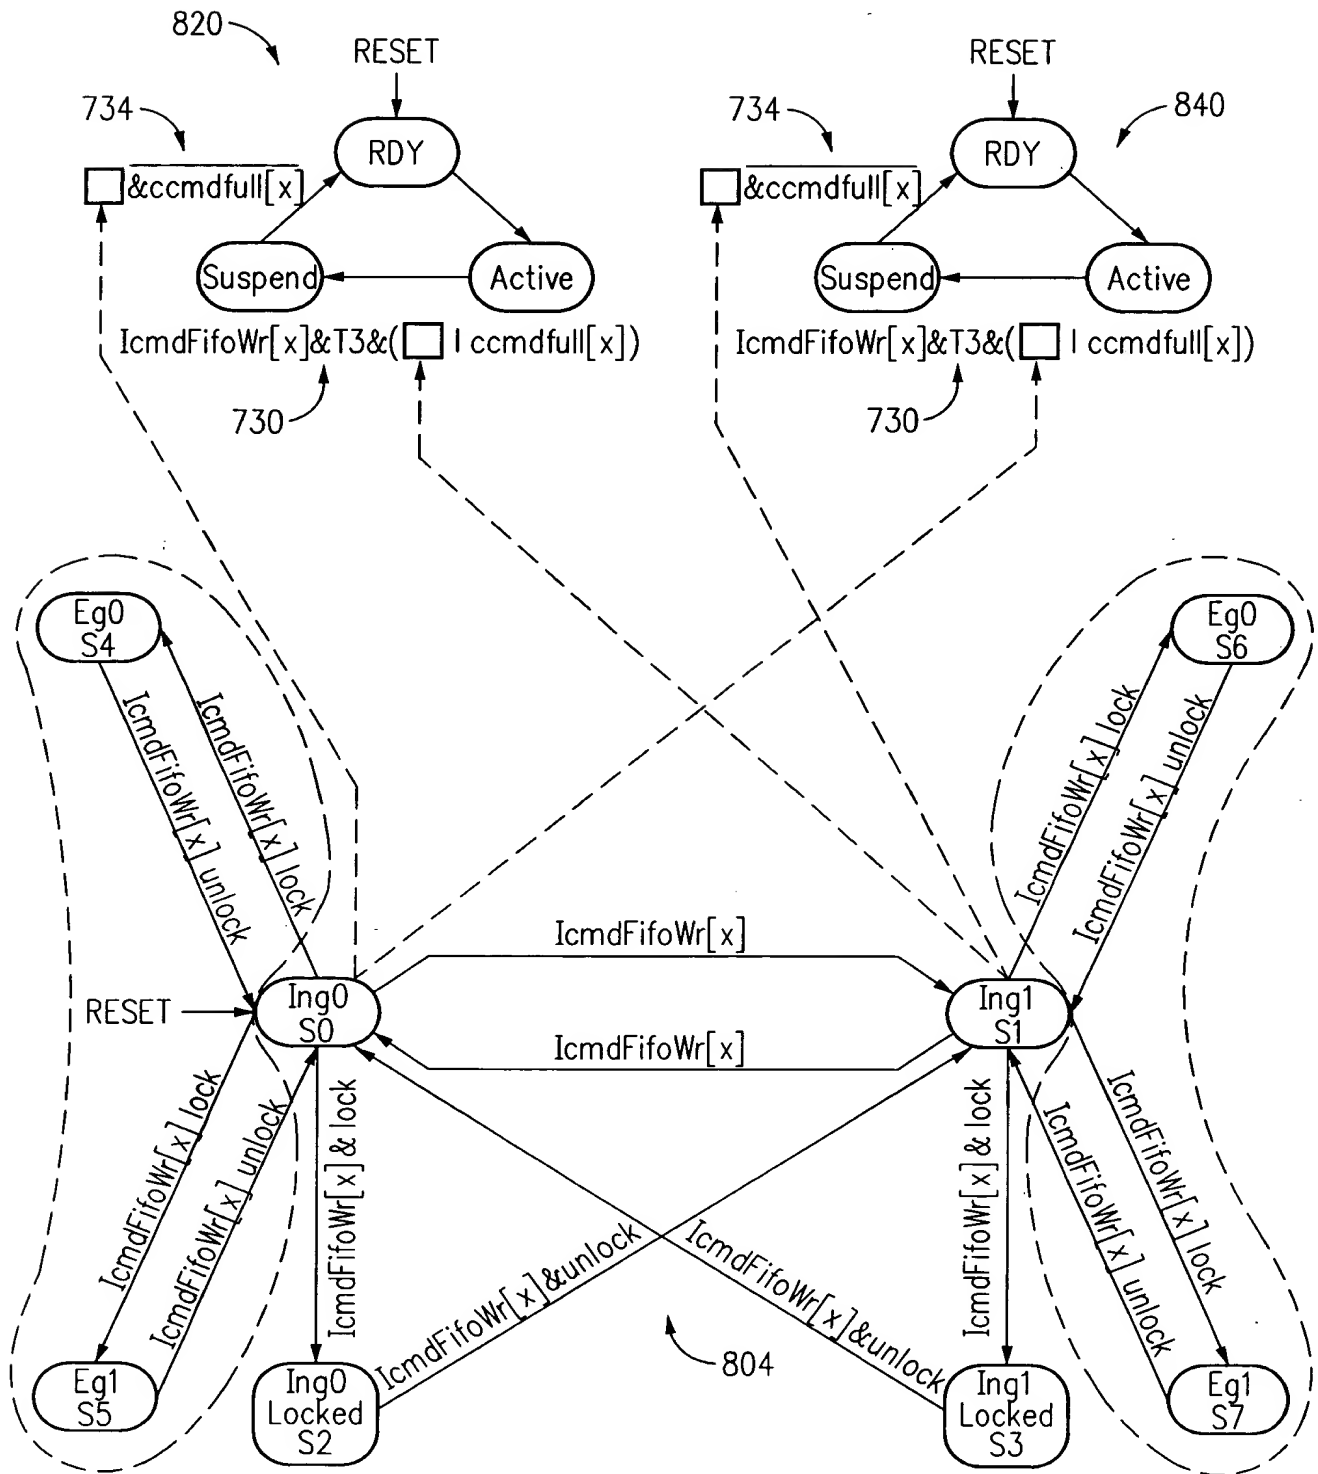 820
RESET
RESET
734
734
840
RDY
RDY
&ccmdfull[x]
&ccmdfull[x]
Suspend
Active
Suspend
Active
IcmdFifoWr[x]&T3&( | ccmdfull[x])
IcmdFifoWr[x]&T3&( | ccmdfull[x])
730
730
Eg0
S4
Eg0
S6
IcmdFifoWr[x] unlock
IcmdFifoWr[x] lock
IcmdFifoWr[x] lock
IcmdFifoWr[x] unlock
IcmdFifoWr[x]
RESET
Ing0
S0
Ing1
S1
IcmdFifoWr[x]
IcmdFifoWr[x] lock
IcmdFifoWr[x] unlock
IcmdFifoWr[x] & lock
IcmdFifoWr[x]&unlock
IcmdFifoWr[x]&unlock
IcmdFifoWr[x] & lock
IcmdFifoWr[x] unlock
IcmdFifoWr[x] lock
804
Eg1
S5
Ing0
Locked
S2
Ing1
Locked
S3
Eg1
S7